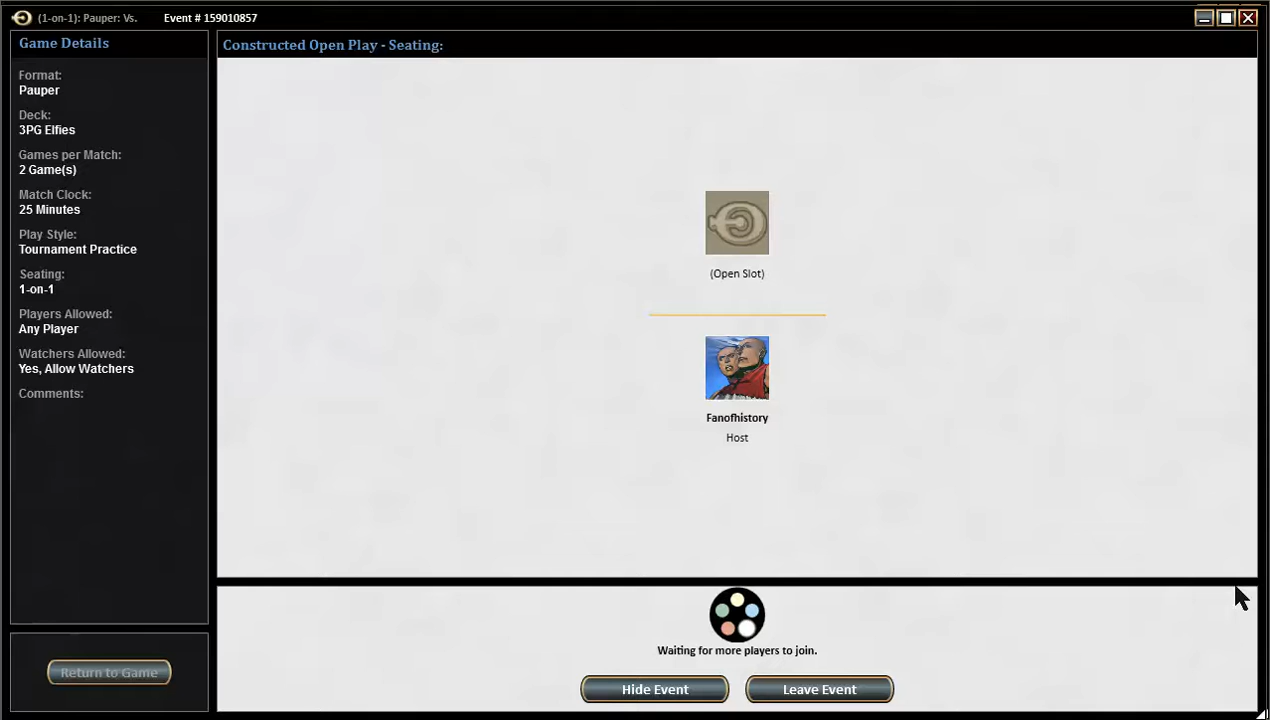 (1-on-1): Pauper: Vs. Event # 159010857
Game Details
Format:
Pauper
Deck:
3PG Elfies
Games per Match:
2 Game(s)
Match Clock:
25 Minutes
Play Style:
Tournament Practice
Seating:
1-on-1
Players Allowed:
Any Player
Watchers Allowed:
Yes, Allow Watchers
Comments:
Return to Game
Constructed Open Play - Seating:
(Open Slot)
Fanofhistory
Host
Waiting for more players to join.
Hide Event
Leave Event